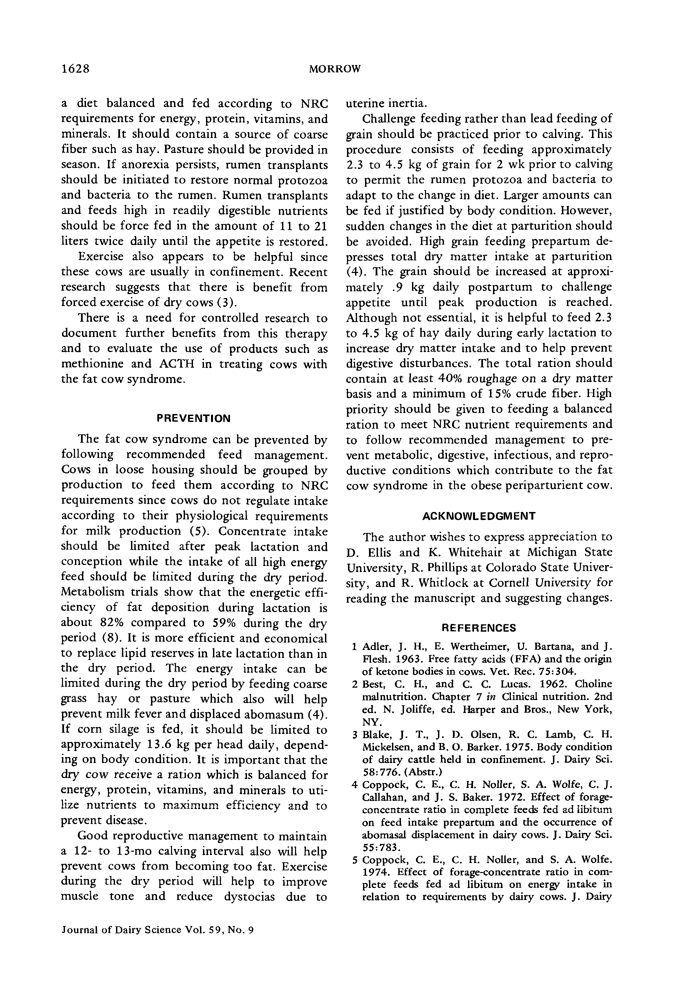 1628
MORROW
a diet balanced and fed according to NRC
requirements for energy, protein, vitamins, and
minerals. It should contain a source of coarse
fiber such as hay. Pasture should be provided in
season. If anorexia persists, rumen transplants
should be initiated to restore normal protozoa
and bacteria to the rumen. Rumen transplants
and feeds high in readily digestible nutrients
should be force fed in the amount of 11 to 21
liters twice daily until the appetite is restored.
Exercise also appears to be helpful since
these cows are usually in confinement. Recent
research suggests that there is benefit from
forced exercise of dry cows (3).
There is a need for controlled research to
document further benefits from this therapy
and to evaluate the use of products such as
methionine and ACTH in treating cows with
the fat cow syndrome.
PREVENTION
The fat cow syndrome can be prevented by
following recommended feed management.
Cows in loose housing should be grouped by
production to feed them according to NRC
requirements since cows do not regulate intake
according to their physiological requirements
for milk production (5). Concentrate intake
should be limited after peak lactation and
conception while the intake of all high energy
feed should be limited during the dry period.
Metabolism trials show that the energetic effi-
ciency of fat deposition during lactation is
about 82% compared to 59% during the dry
period (8). It is more efficient and economical
to replace lipid reserves in late lactation than in
the dry period. The energy intake can be
limited during the dry period by feeding coarse
grass hay or pasture which also will help
prevent milk fever and displaced abomasum (4).
If corn silage is fed, it should be limited to
approximately 13.6 kg per head daily, depend-
ing on body condition. It is important that the
dry cow receive a ration which is balanced for
energy, protein, vitamins, and minerals to uti-
lize nutrients to maximum efficiency and to
prevent disease.
Good reproductive management to maintain
a 12- to 13-mo calving interval also will help
prevent cows from becoming too fat. Exercise
during the dry period will help to improve
muscle tone and reduce dystocias due to
uterine inertia.
Challenge feeding rather than lead feeding of
grain should be practiced prior to calving. This
procedure consists of feeding approximately
2.3 to 4.5 kg of grain for 2 wk prior to calving
to permit the rumen protozoa and bacteria to
adapt to the change in diet. Larger amounts can
be fed if justified by body condition. However,
sudden changes in the diet at parturition should
be avoided. High grain feeding prepartum de-
presses total dry matter intake at parturition
(4). The grain should be increased at approxi-
mately .9 kg daily postpartum to challenge
appetite until peak production is reached.
Although not essential, it is helpful to feed 2.3
to 4.5 kg of hay daily during early lactation to
increase dry matter intake and to help prevent
digestive disturbances. The total ration should
contain at least 40% roughage on a dry matter
basis and a minimum of 15% crude fiber. High
priority should be given to feeding a balanced
ration to meet NRC nutrient requirements and
to follow recommended management to pre-
vent metabolic, digestive, infectious, and repro-
ductive conditions which contribute to the fat
cow syndrome in the obese periparturient cow.
ACKNOWLEDGMENT
The author wishes to express appreciation to
D. Ellis and K. Whitehair at Michigan State
University, R. Phillips at Colorado State Univer-
sity, and R. Whitlock at Cornell University for
reading the manuscript and suggesting changes.
REFERENCES
1 Adler, J. H., E. Wertheimer, U. Bartana, and J.
Flesh. 1963. Free fatty acids (FFA) and the origin
of ketone bodies in cows. Vet. Rec. 75:304.
2 Best, C. H., and C. C. Lucas. 1962. Choline
malnutrition. Chapter 7 in Clinical nutrition. 2nd
ed. N. Joliffe, ed. Harper and Bros., New York,
NY.
3 Blake, J. T., J. D. Olsen, R. C. Lamb, C. H.
Mickelsen, and B. O. Barker. 1975. Body condition
of dairy cattle held in confinement. J. Dairy Sci.
58:776. (Abstr.)
4 Coppock, C. E., C. H. Noller, S. A. Wolfe, C. J.
Callahan, and J. S. Baker. 1972. Effect of forage-
concentrate ratio in complete feeds fed ad libitum
on feed intake prepartum and the occurrence of
abomasal displacement in dairy cows. J. Dairy Sci.
55:783.
5 Coppock, C. E., C. H. Noller, and S. A. Wolfe.
1974. Effect of forage-concentrate ratio in com-
plete feeds fed ad libitum on energy intake in
relation to requirements by dairy cows. J. Dairy
Journal of Dairy Science Vol. 59, No. 9